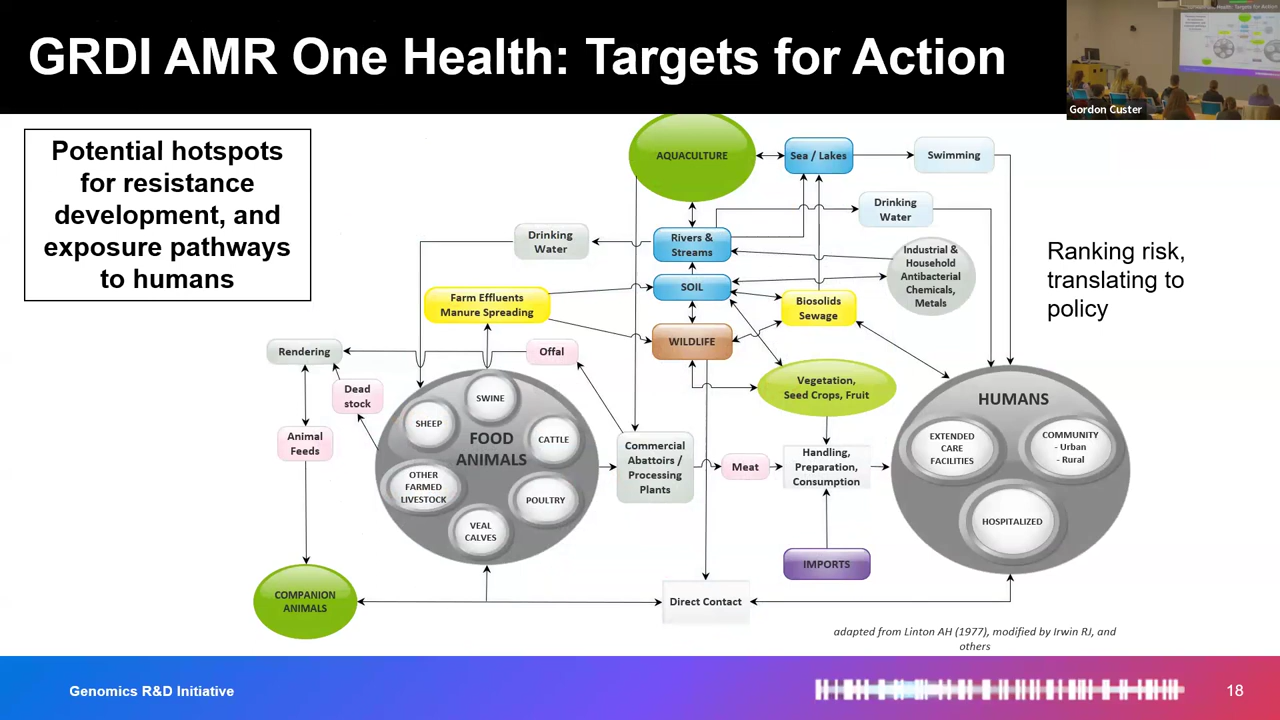 GRDI AMR One Health: Targets for Action
Gordon Custer
Potential hotspots
for resistance
development, and
exposure pathways
to humans
AQUACULTURE
Sea / Lakes
Swimming
Drinking
Water
Drinking
Water
Rivers &
Streams
Industrial &
Household
Antibacterial
Chemicals,
Metals
Ranking risk,
translating to
policy
SOIL
Farm Effluents
Manure Spreading
Biosolids
Sewage
WILDLIFE
Rendering
Offal
Dead
stock
Vegetation,
Seed Crops, Fruit
Animal
Feeds
FOOD
ANIMALS
SWINE
SHEEP
CATTLE
OTHER
FARMED
LIVESTOCK
POULTRY
VEAL
CALVES
Commercial
Abattoirs /
Processing
Plants
Meat
Handling,
Preparation,
Consumption
HUMANS
EXTENDED
CARE
FACILITIES
COMMUNITY
- Urban
- Rural
HOSPITALIZED
IMPORTS
COMPANION
ANIMALS
Direct Contact
adapted from Linton AH (1977), modified by Irwin RJ, and
others
Genomics R&D Initiative
18